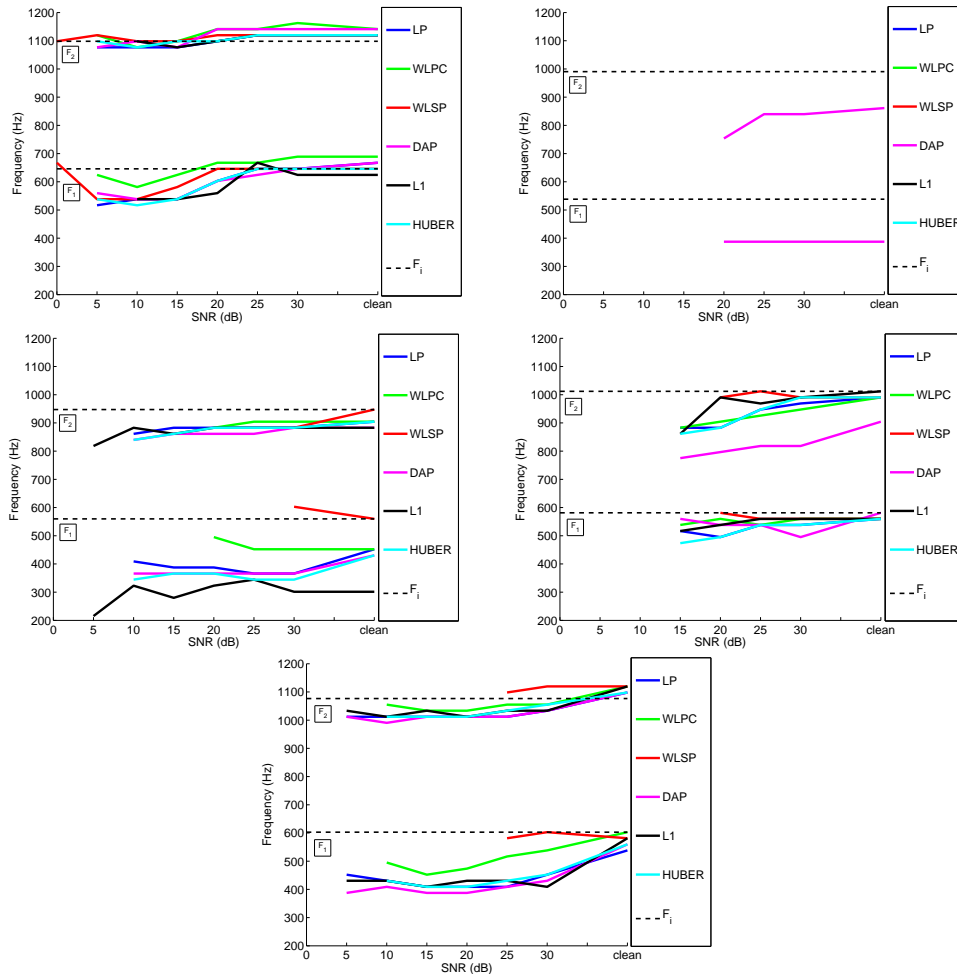 1200
1100
1000
900
800
700
600
500
400
300
200
Frequency (Hz)
F2
F1
0 5 10 15 20 25 30 clean
SNR (dB)
LP
WLPC
WLSP
DAP
L1
HUBER
Fi
1200
1100
1000
900
800
700
600
500
400
300
200
Frequency (Hz)
F2
F1
0 5 10 15 20 25 30 clean
SNR (dB)
LP
WLPC
WLSP
DAP
L1
HUBER
Fi
1200
1100
1000
900
800
700
600
500
400
300
200
Frequency (Hz)
F2
F1
0 5 10 15 20 25 30 clean
SNR (dB)
LP
WLPC
WLSP
DAP
L1
HUBER
Fi
1200
1100
1000
900
800
700
600
500
400
300
200
Frequency (Hz)
F2
F1
0 5 10 15 20 25 30 clean
SNR (dB)
LP
WLPC
WLSP
DAP
L1
HUBER
Fi
1200
1100
1000
900
800
700
600
500
400
300
200
Frequency (Hz)
F2
F1
0 5 10 15 20 25 30 clean
SNR (dB)
LP
WLPC
WLSP
DAP
L1
HUBER
Fi